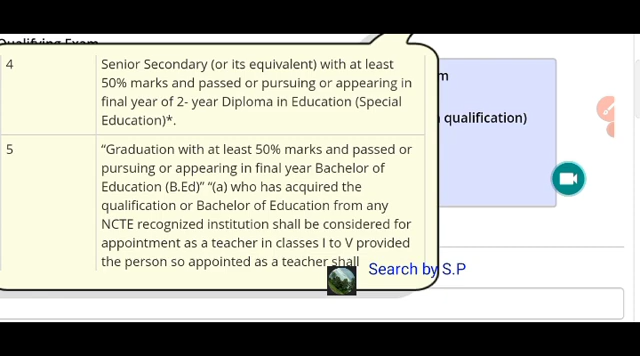 Qualifying Exam
4
Senior Secondary (or its equivalent) with at least
50% marks and passed or pursuing or appearing in
final year of 2- year Diploma in Education (Special
Education)*.
5
“Graduation with at least 50% marks and passed or
pursuing or appearing in final year Bachelor of
Education (B.Ed)” “(a) who has acquired the
qualification or Bachelor of Education from any
NCTE recognized institution shall be considered for
appointment as a teacher in classes I to V provided
the person so appointed as a teacher shall
m
qualification)
Search by S.P